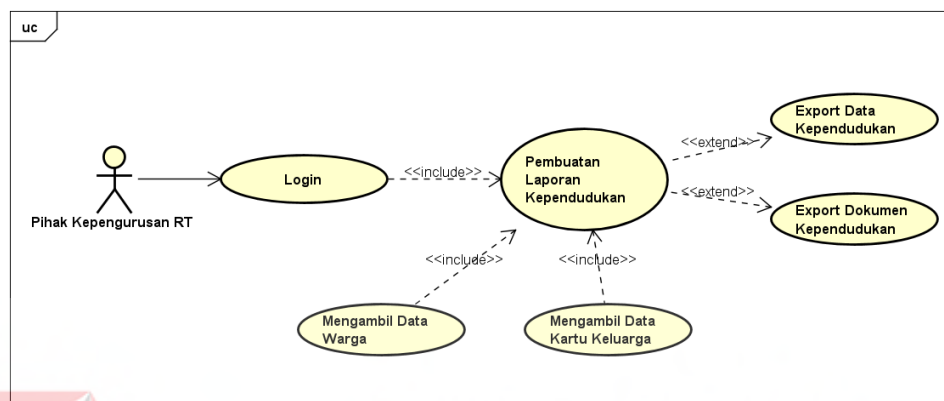 uc
Pihak Kepengurusan RT
Login
<<include>>
Pembuatan
Laporan
Kependudukan
<<extend>>
Export Data
Kependudukan
<<extend>>
Export Dokumen
Kependudukan
<<include>>
<<include>>
Mengambil Data
Warga
Mengambil Data
Kartu Keluarga